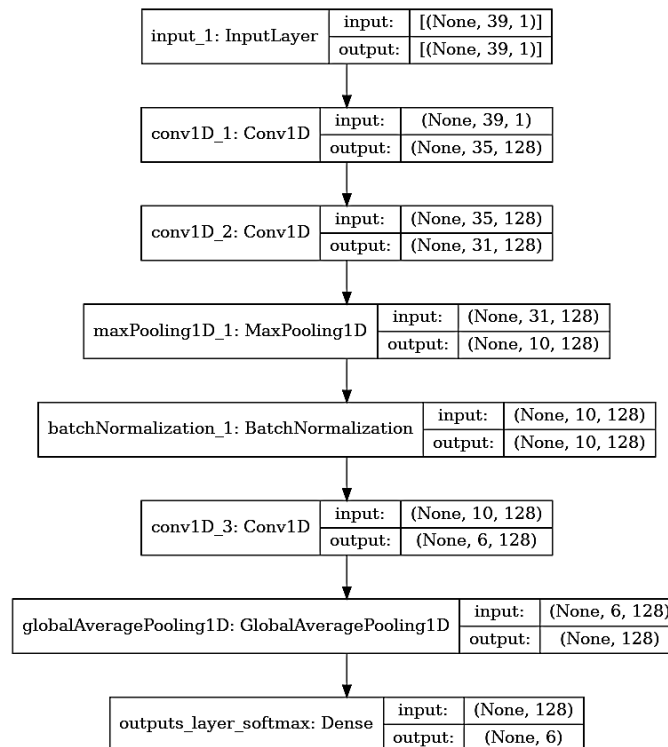 input_1: InputLayer
input: [(None, 39, 1)]
output: [(None, 39, 1)]
conv1D_1: Conv1D
input: (None, 39, 1)
output: (None, 35, 128)
conv1D_2: Conv1D
input: (None, 35, 128)
output: (None, 31, 128)
maxPooling1D_1: MaxPooling1D
input: (None, 31, 128)
output: (None, 10, 128)
batchNormalization_1: BatchNormalization
input: (None, 10, 128)
output: (None, 10, 128)
conv1D_3: Conv1D
input: (None, 10, 128)
output: (None, 6, 128)
globalAveragePooling1D: GlobalAveragePooling1D
input: (None, 6, 128)
output: (None, 128)
outputs_layer_softmax: Dense
input: (None, 128)
output: (None, 6)